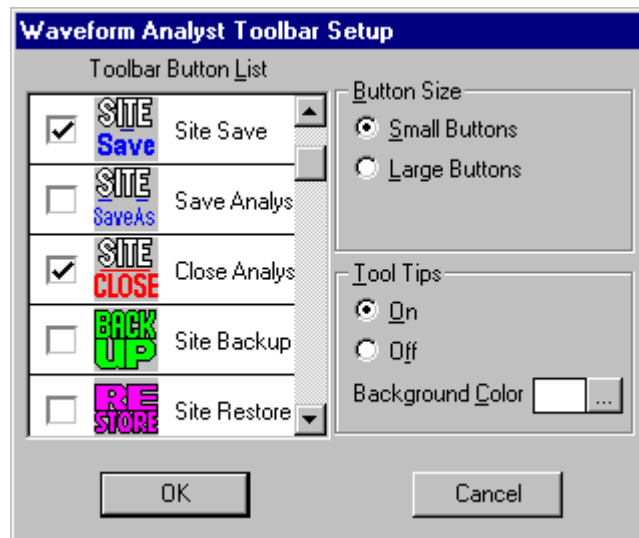 Waveform Analyst Toolbar Setup
Toolbar Button List
SITE
Save
Site Save
SITE
SaveAs
Save Analys
SITE
CLOSE
Close Analys
BACK
UP
Site Backup
RE
STORE
Site Restore
Button Size
Small Buttons
Large Buttons
Tool Tips
On
Off
Background Color
...
OK
Cancel